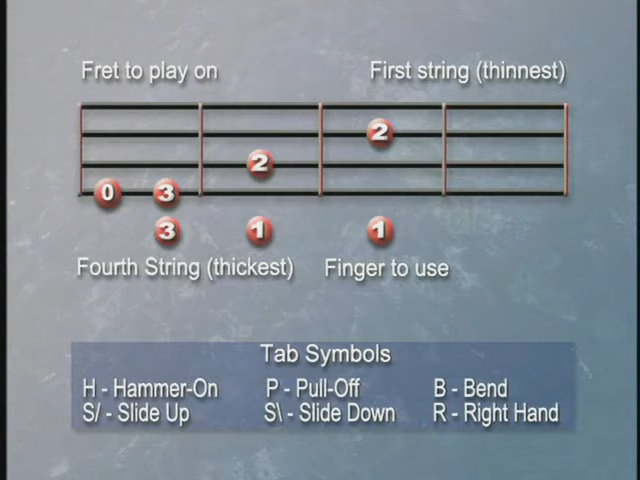 Fret to play on
First string (thinnest)
2
2
0 3
3 1 1
Fourth String (thickest)
Finger to use
Tab Symbols
H - Hammer-On P - Pull-Off B - Bend
S/ - Slide Up S\ - Slide Down R - Right Hand